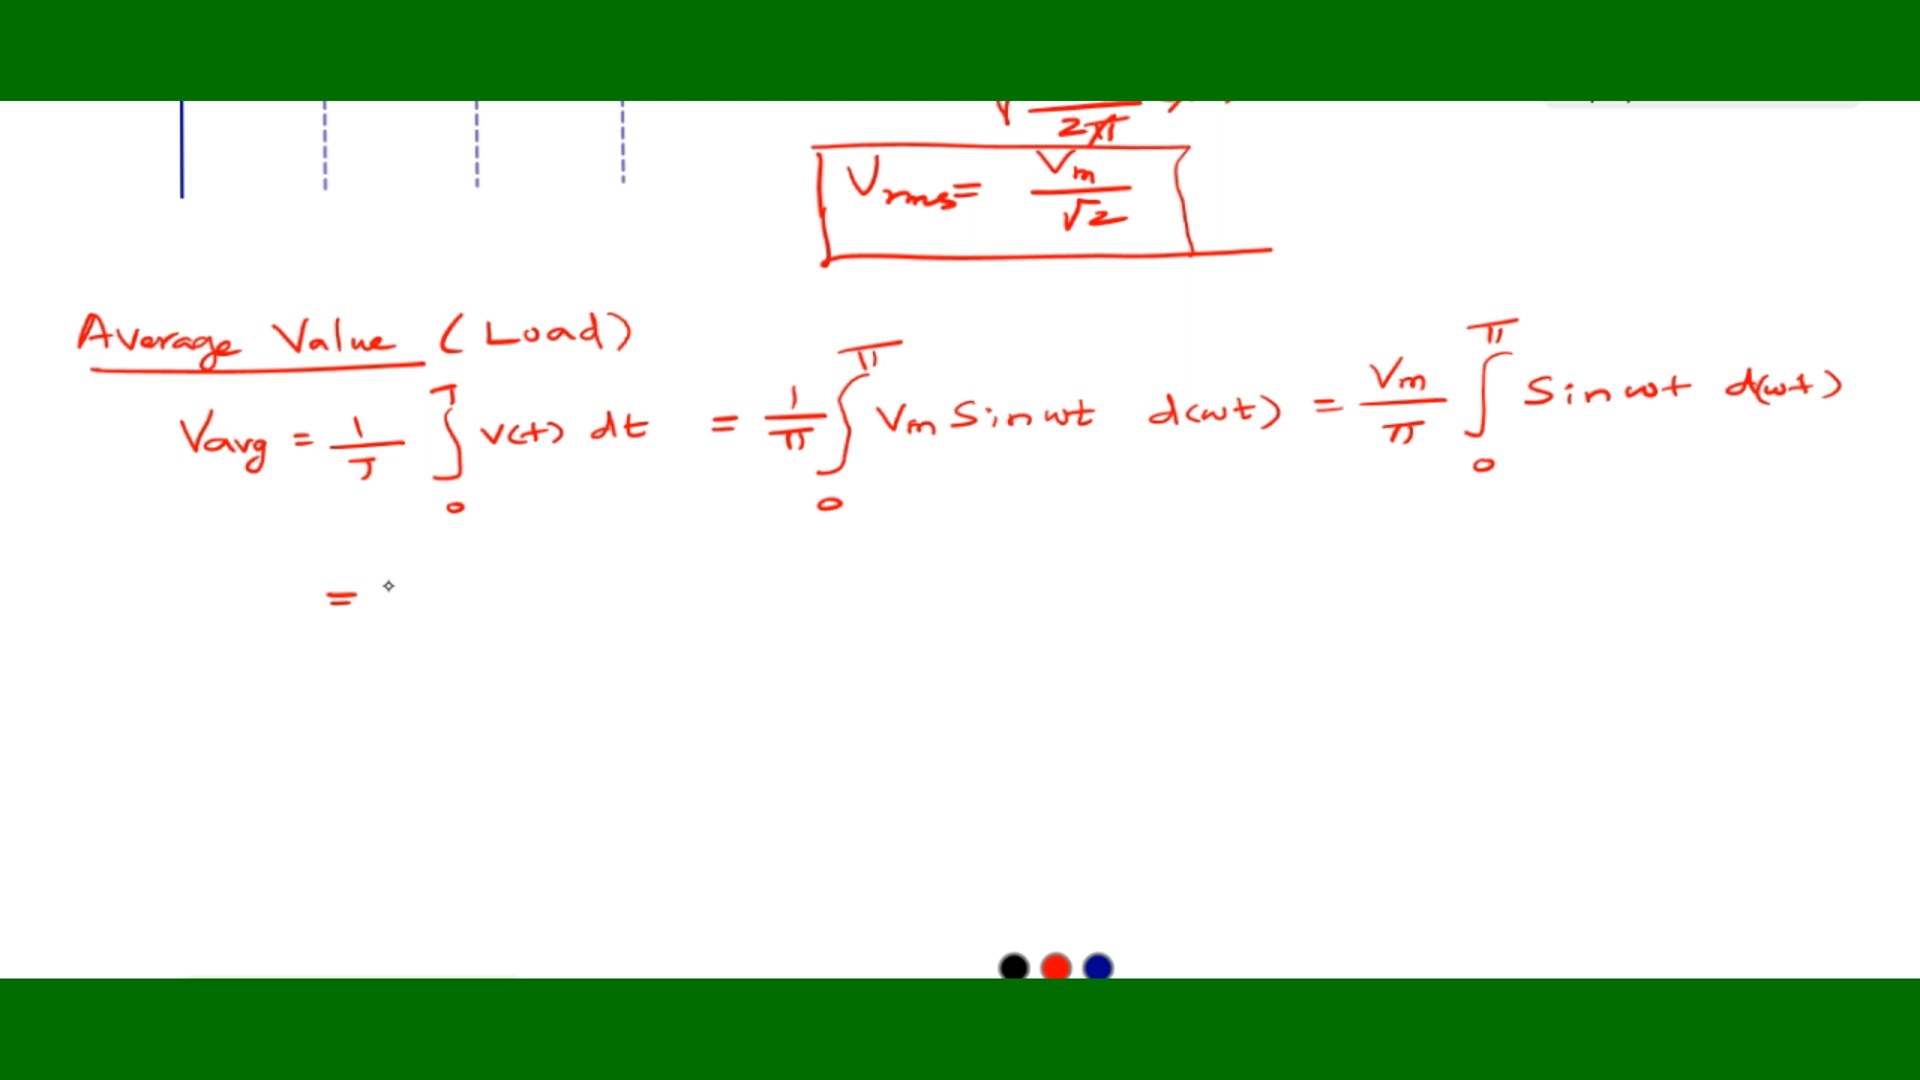 2π
Vrms = Vm/√2
Average Value (Load)
Vavg = 1/T ∫₀ᵀ v(t) dt = 1/π ∫₀^π Vm Sin ωt d(ωt) = Vm/π ∫₀^π Sin ωt d(ωt)
=